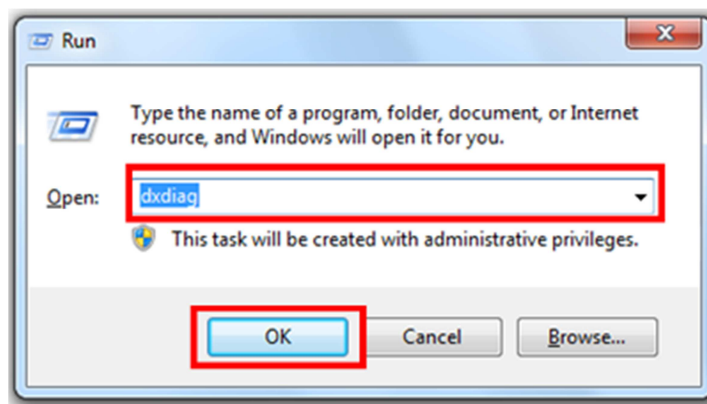 Run
Type the name of a program, folder, document, or Internet
resource, and Windows will open it for you.
Open: dxdiag
This task will be created with administrative privileges.
OK Cancel Browse...